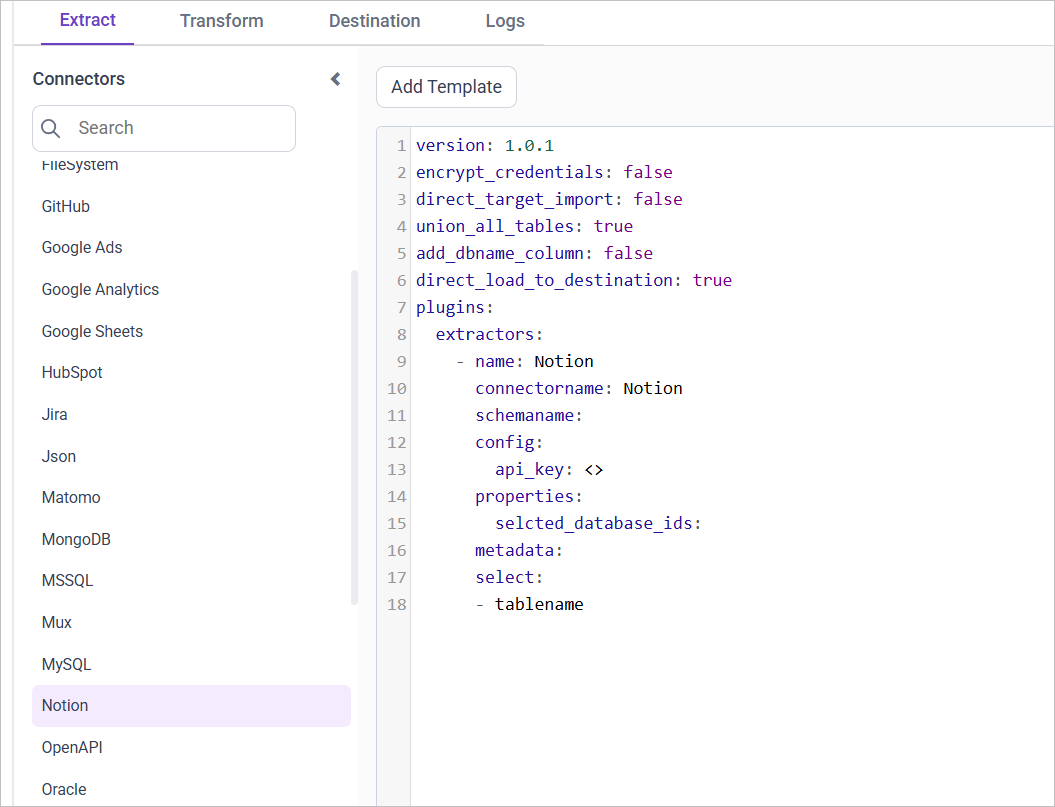 Extract Transform Destination Logs
Connectors
Search
FileSystem
GitHub
Google Ads
Google Analytics
Google Sheets
HubSpot
Jira
Json
Matomo
MongoDB
MSSQL
Mux
MySQL
Notion
OpenAPI
Oracle
Add Template
1 version: 1.0.1
2 encrypt_credentials: false
3 direct_target_import: false
4 union_all_tables: true
5 add_dbname_column: false
6 direct_load_to_destination: true
7 plugins:
8 extractors:
9 - name: Notion
10 connectorname: Notion
11 schemaname:
12 config:
13 api_key: <>
14 properties:
15 selcted_database_ids:
16 metadata:
17 select:
18 - tablename